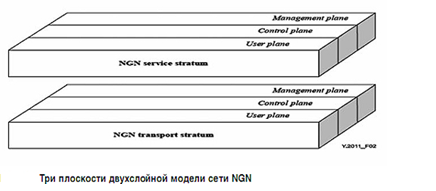 Management plane
Control plane
User plane
NGN service stratum
Management plane
Control plane
User plane
NGN transport stratum
Y.2011_F02
Три плоскости двухслойной модели сети NGN